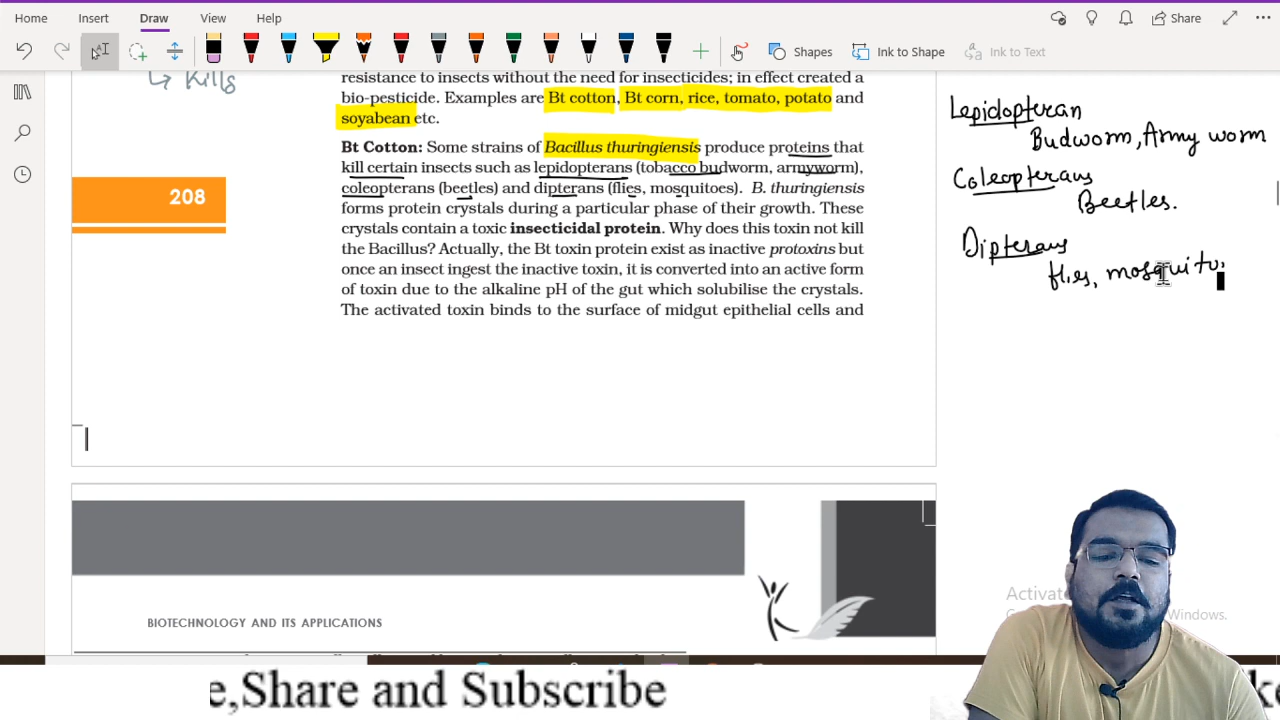 Home Insert Draw View Help Share
Shapes Ink to Shape Ink to Text
↳ Kills
resistance to insects without the need for insecticides; in effect created a
bio-pesticide. Examples are Bt cotton, Bt corn, rice, tomato, potato and
soyabean etc.
Bt Cotton: Some strains of Bacillus thuringiensis produce proteins that
kill certain insects such as lepidopterans (tobacco budworm, armyworm),
coleopterans (beetles) and dipterans (flies, mosquitoes). B. thuringiensis
forms protein crystals during a particular phase of their growth. These
crystals contain a toxic insecticidal protein. Why does this toxin not kill
the Bacillus? Actually, the Bt toxin protein exist as inactive protoxins but
once an insect ingest the inactive toxin, it is converted into an active form
of toxin due to the alkaline pH of the gut which solubilise the crystals.
The activated toxin binds to the surface of midgut epithelial cells and
208
Lepidopteran
Budworm, Army worm
Coleopterans
Beetles.
Dipterans
flies, mosquito,
BIOTECHNOLOGY AND ITS APPLICATIONS
Activate
Windows.
e,Share and Subscribe